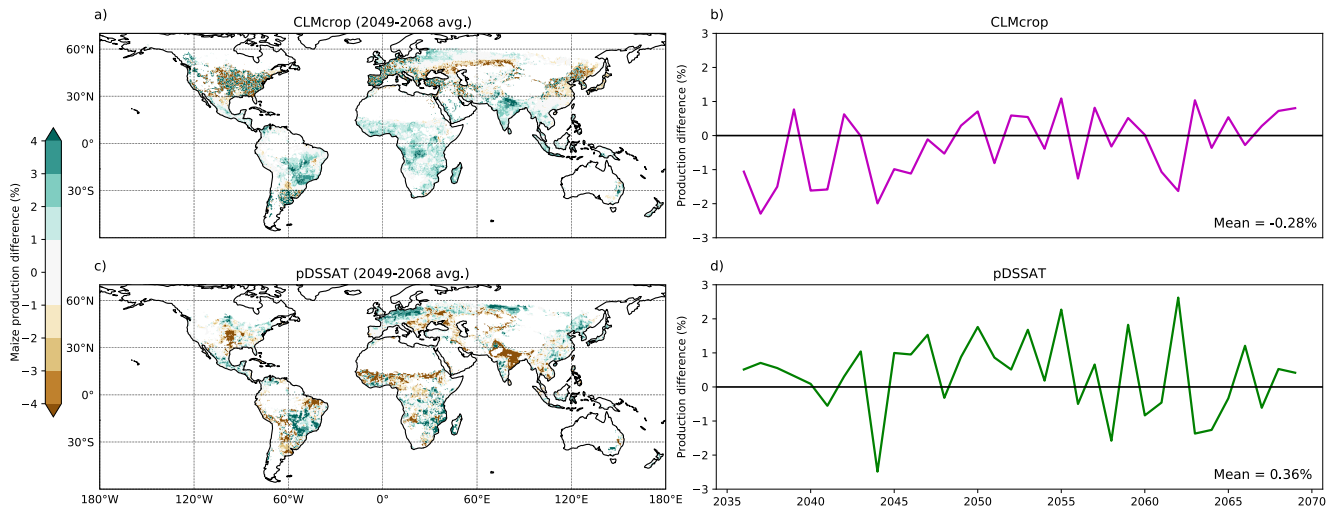 a)
CLMcrop (2049-2068 avg.)
60°N
30°N
0°
30°S
b)
CLMcrop
Production difference (%)
3
2
1
0
−1
−2
−3
Mean = -0.28%
Maize production difference (%)
4
3
2
1
0
−1
−2
−3
−4
c)
pDSSAT (2049-2068 avg.)
60°N
30°N
0°
30°S
180°W
120°W
60°W
0°
60°E
120°E
180°E
d)
pDSSAT
Production difference (%)
3
2
1
0
−1
−2
−3
Mean = 0.36%
2035
2040
2045
2050
2055
2060
2065
2070